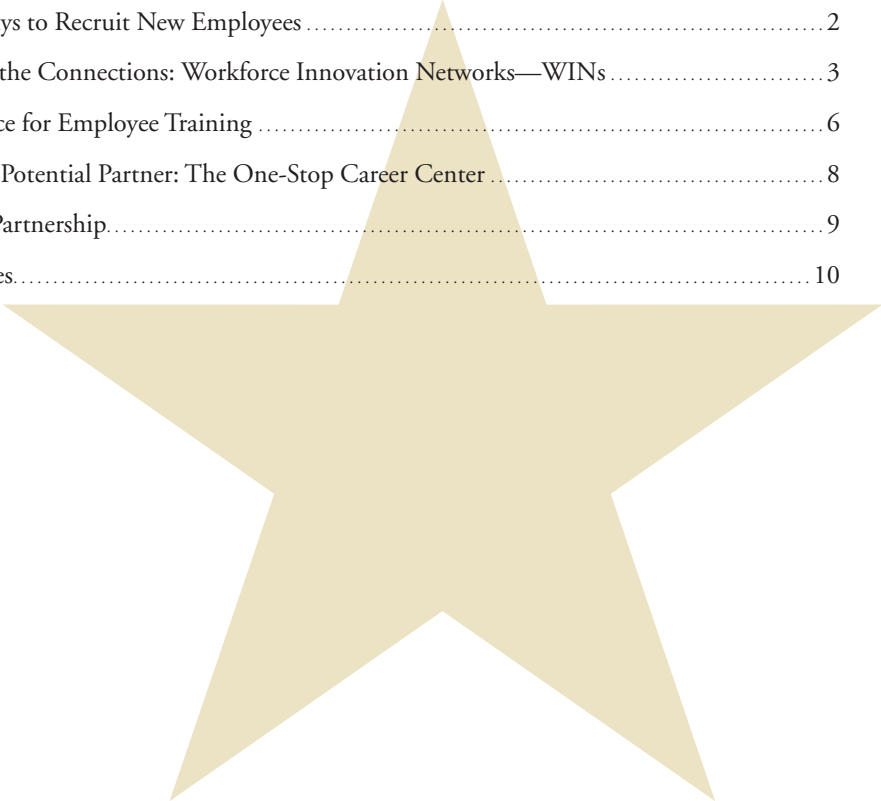 ys to Recruit New Employees 2
the Connections: Workforce Innovation Networks—WINs 3
ce for Employee Training 6
Potential Partner: The One-Stop Career Center 8
Partnership 9
es 10